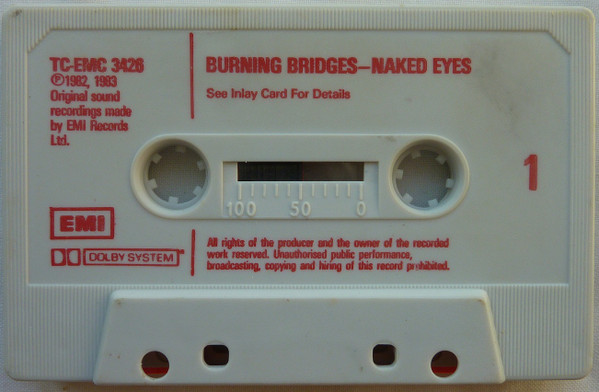 TC-EMC 3426
℗1982, 1983
Original sound
recordings made
by EMI Records
Ltd.
BURNING BRIDGES—NAKED EYES
See Inlay Card For Details
1
100 50 0
EMI
DOLBY SYSTEM
All rights of the producer and the owner of the recorded
work reserved. Unauthorised public performance,
broadcasting, copying and hiring of this record prohibited.